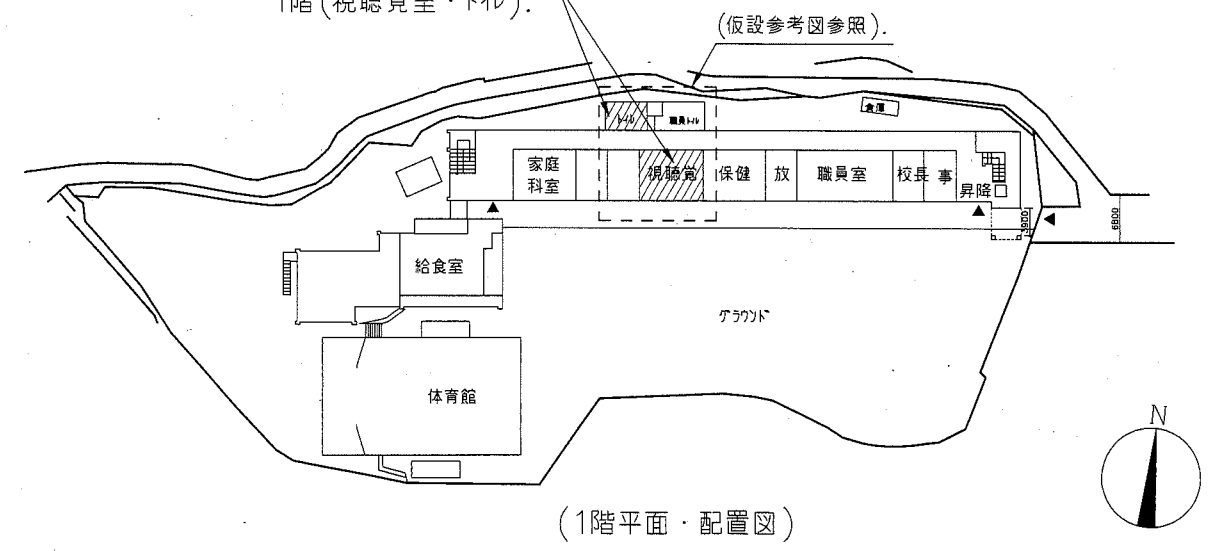 1階(視聴覚室・トイレ).
(仮設参考図参照).
倉庫
トイレ
職員トイレ
家庭
科室
視聴覚
保健
放
職員室
校長
事
昇降
3900
6800
給食室
グラウンド
体育館
N
(1階平面・配置図)